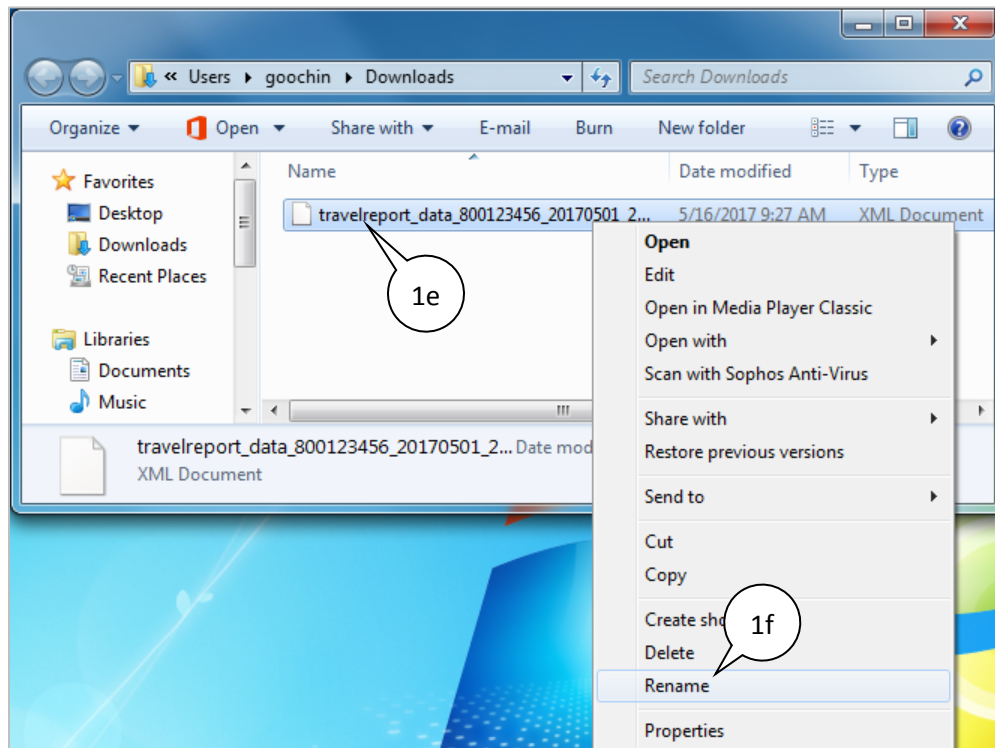 « Users ▸ goochin ▸ Downloads
Search Downloads
Organize Open Share with E-mail Burn New folder
Favorites
Desktop
Downloads
Recent Places
Libraries
Documents
Music
Name Date modified Type
travelreport_data_800123456_20170501_2... 5/16/2017 9:27 AM XML Document
1e
Open
Edit
Open in Media Player Classic
Open with
Scan with Sophos Anti-Virus
Share with
Restore previous versions
Send to
Cut
Copy
Create sho
1f
Delete
Rename
Properties
travelreport_data_800123456_20170501_2... Date mod
XML Document